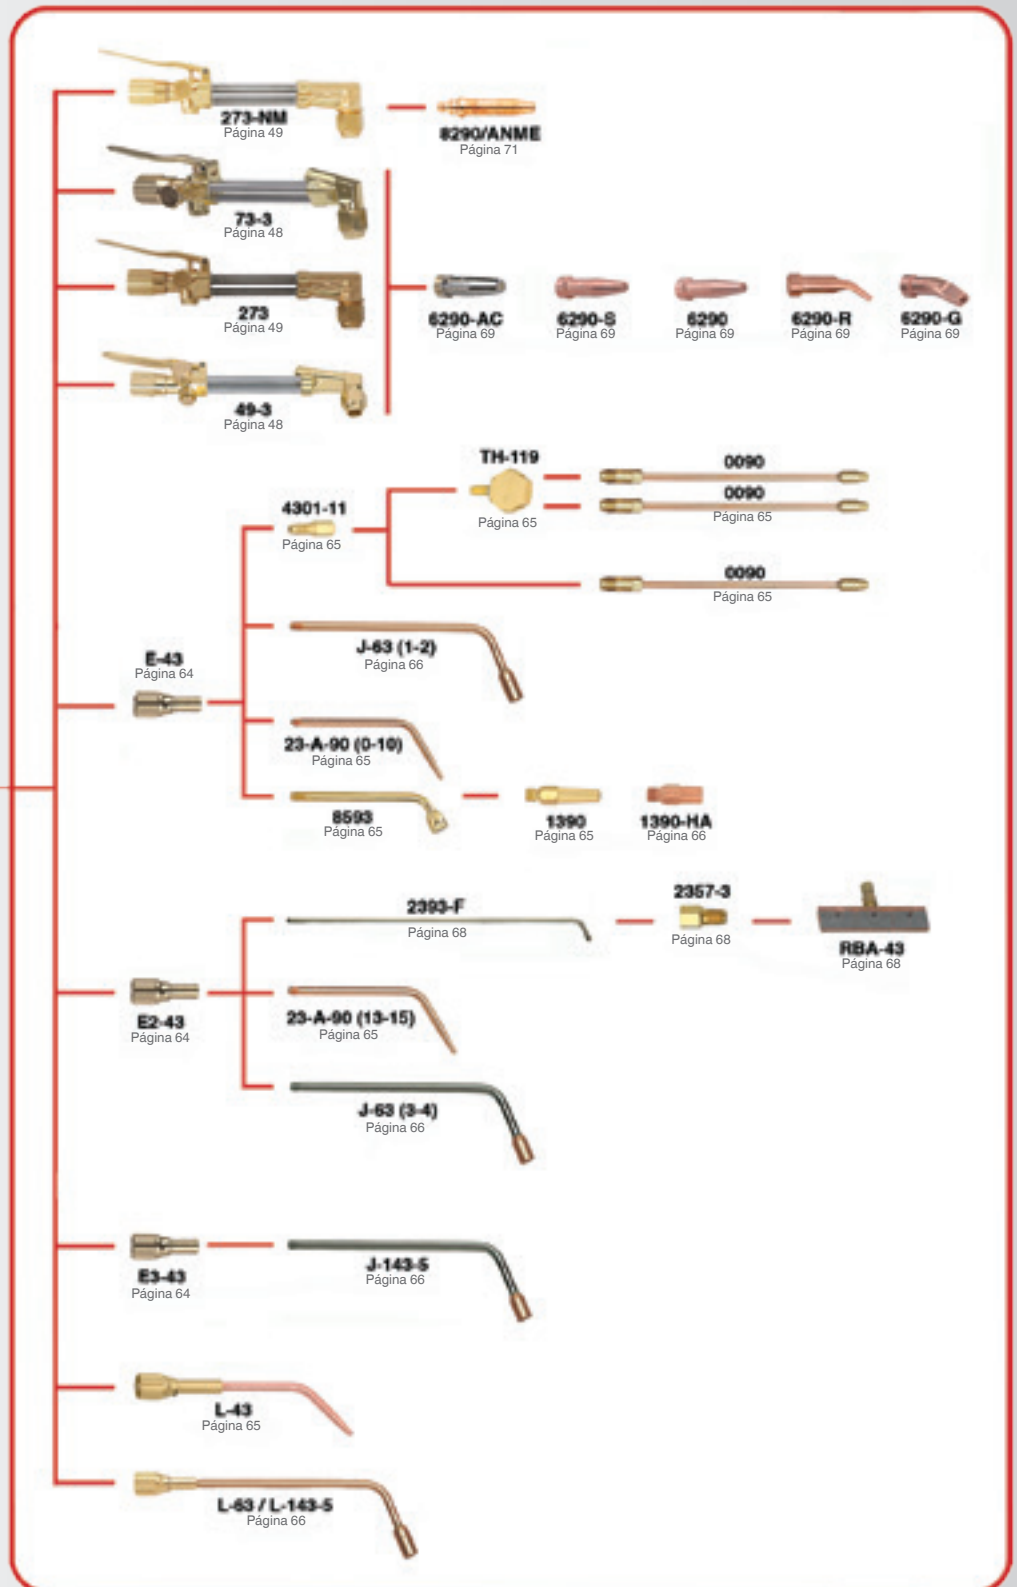 273-NM
Página 49
8290/ANME
Página 71
73-3
Página 48
273
Página 49
6290-AC
Página 69
6290-S
Página 69
6290
Página 69
6290-R
Página 69
6290-G
Página 69
49-3
Página 48
TH-119
Página 65
0090
0090
Página 65
4301-11
Página 65
0090
Página 65
J-63 (1-2)
Página 66
E-43
Página 64
23-A-90 (0-10)
Página 65
8593
Página 65
1390
Página 65
1390-HA
Página 66
2393-F
Página 68
2357-3
Página 68
RBA-43
Página 68
E2-43
Página 64
23-A-90 (13-15)
Página 65
J-63 (3-4)
Página 66
E3-43
Página 64
J-143-5
Página 66
L-43
Página 65
L-63 / L-143-5
Página 66